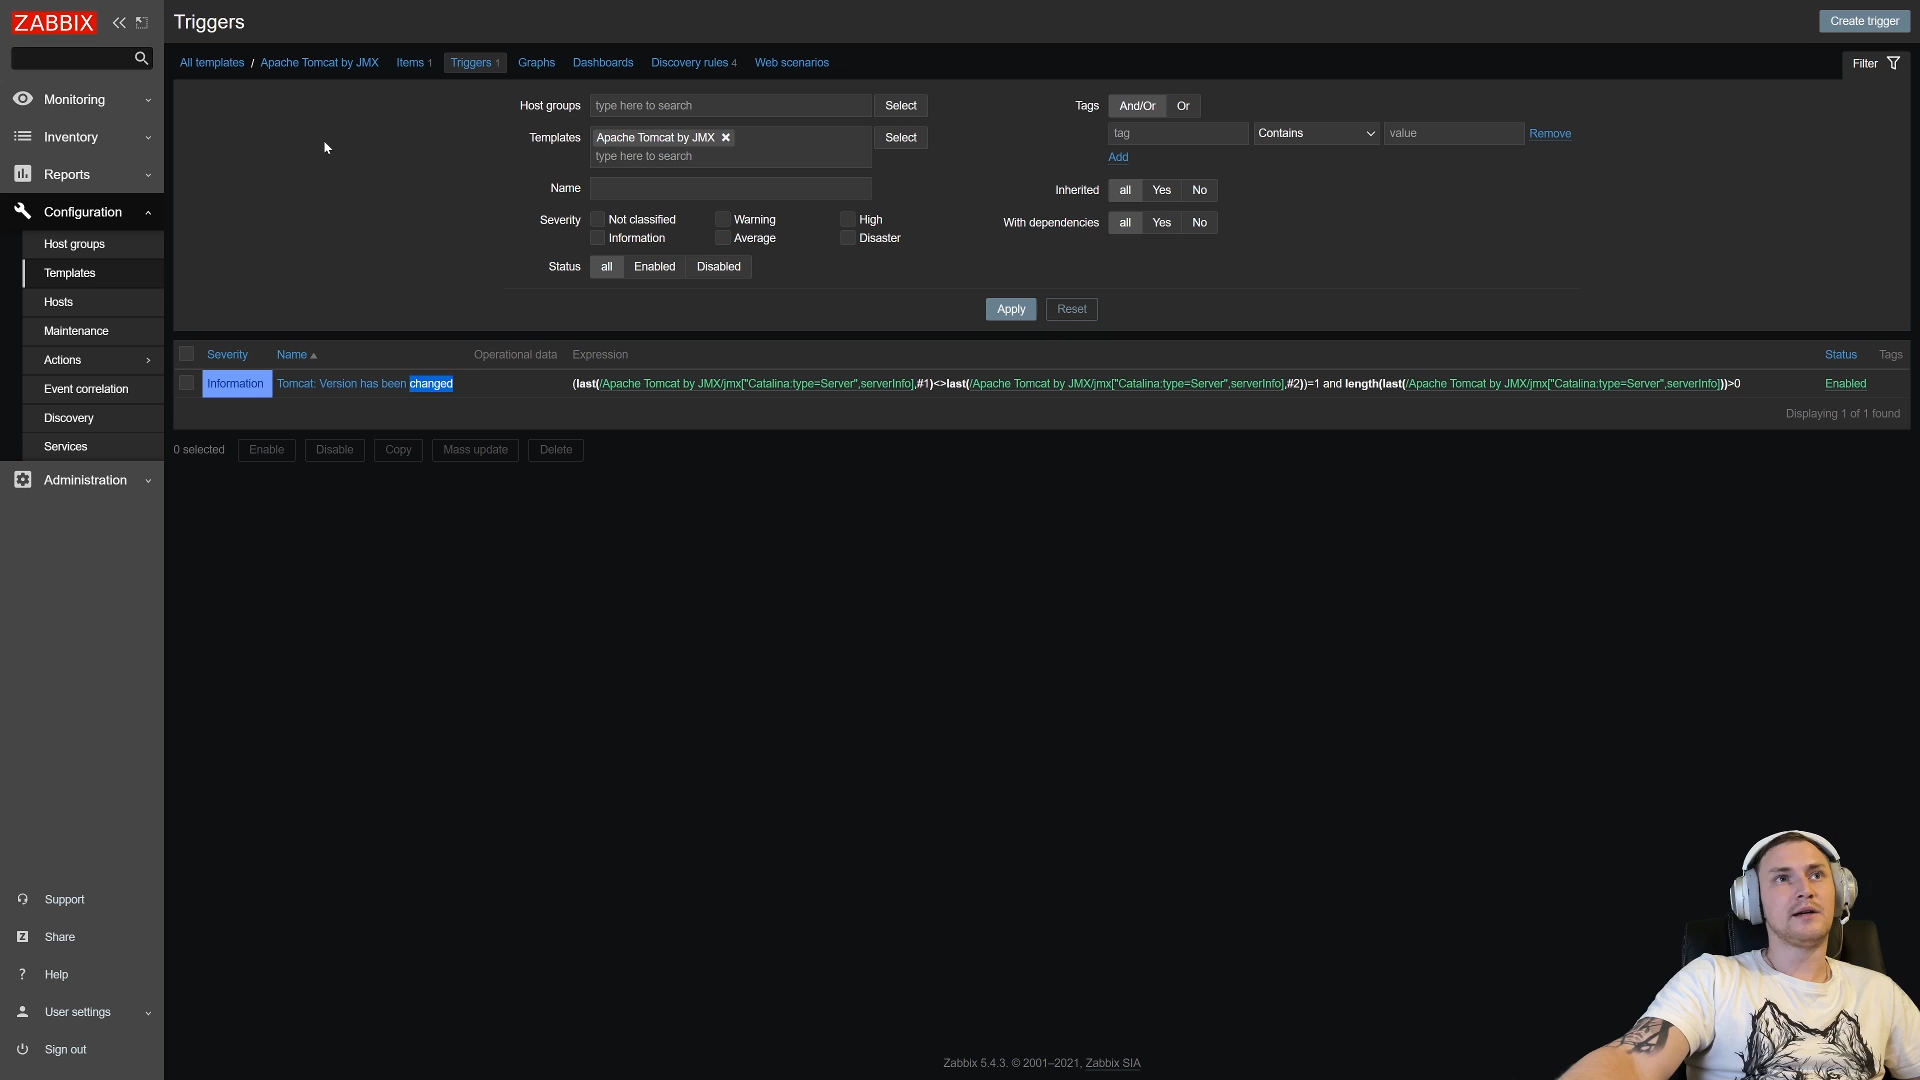 ZABBIX
Triggers
Create trigger
All templates / Apache Tomcat by JMX Items 1 Triggers 1 Graphs Dashboards Discovery rules 4 Web scenarios
Filter
Monitoring
Inventory
Reports
Configuration
Host groups
Templates
Hosts
Maintenance
Actions
Event correlation
Discovery
Services
Administration
Support
Share
Help
User settings
Sign out
Host groups type here to search Select
Templates Apache Tomcat by JMX Select
type here to search
Name
Severity Not classified Warning High
Information Average Disaster
Status all Enabled Disabled
Tags And/Or Or
tag Contains value Remove
Add
Inherited all Yes No
With dependencies all Yes No
Apply Reset
Severity Name Operational data Expression Status Tags
Information Tomcat: Version has been changed (last(/Apache Tomcat by JMX/jmx["Catalina:type=Server",serverInfo],#1)<>last(/Apache Tomcat by JMX/jmx["Catalina:type=Server",serverInfo],#2))=1 and length(last(/Apache Tomcat by JMX/jmx["Catalina:type=Server",serverInfo]))>0 Enabled
Displaying 1 of 1 found
0 selected Enable Disable Copy Mass update Delete
Zabbix 5.4.3. © 2001–2021, Zabbix SIA